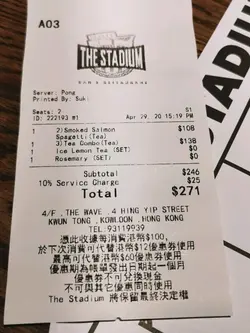 A03
THE STADIUM
BAR & RESTAURANT
Server: Pong
Printed By: Suki
Seats: 2 51
ID: 222193 #1 Apr 29, 20 15:19 PM
1 2)Smoked Salmon $108
Spagetti(Tea)
1 3)Tea Combo(Tea) $138
1 Ice Lemon Tea (SET) $0
1 Rosemary (SET) $0
Subtotal $246
10% Service Charge $25
Total $271
4/F , THE WAVE , 4 HING YIP STREET
KWUN TONG , KOWLOON , HONG KONG
TEL.93119939
憑此收據每消費港幣$100,
於下次消費可代替港幣$12優惠券使用
最高可代替港幣$60優惠券使用
優惠期為帳單發出日期起一個月
優惠券不可兌換現金
不可與其它優惠同時使用
The Stadium 將保留最終決定權
STADIUM